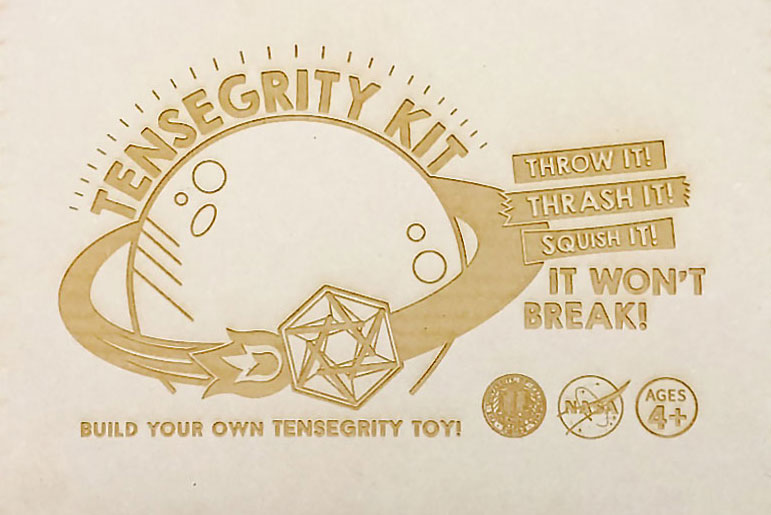 TENSEGRITY KIT
THROW IT!
THRASH IT!
SQUISH IT!
IT WON'T
BREAK!
BUILD YOUR OWN TENSEGRITY TOY!
NASA
AGES
4+